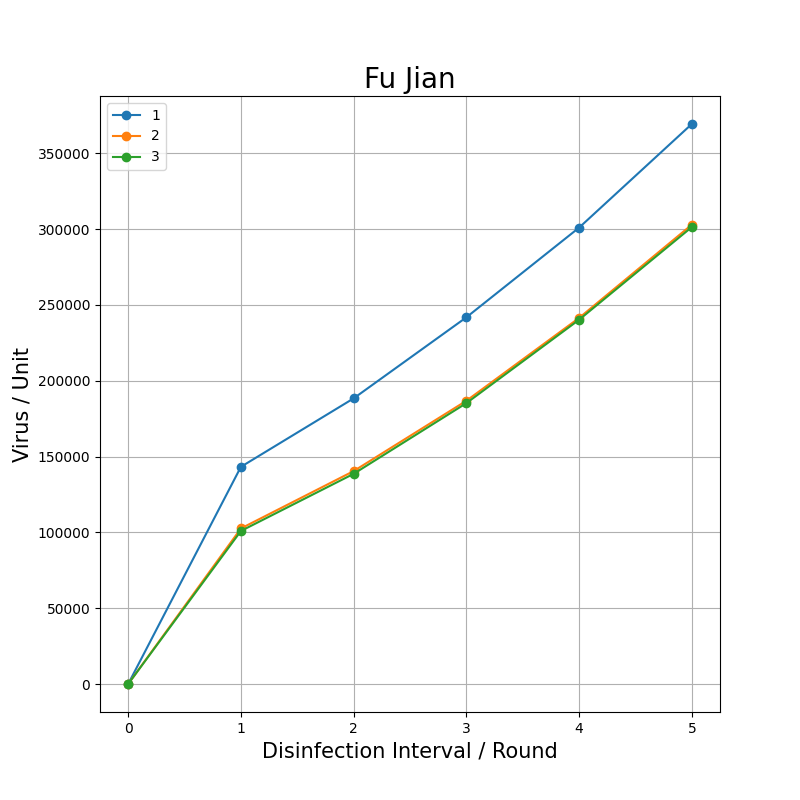 Fu Jian
1
2
3
350000
300000
250000
200000
150000
100000
50000
0
Virus / Unit
0 1 2 3 4 5
Disinfection Interval / Round